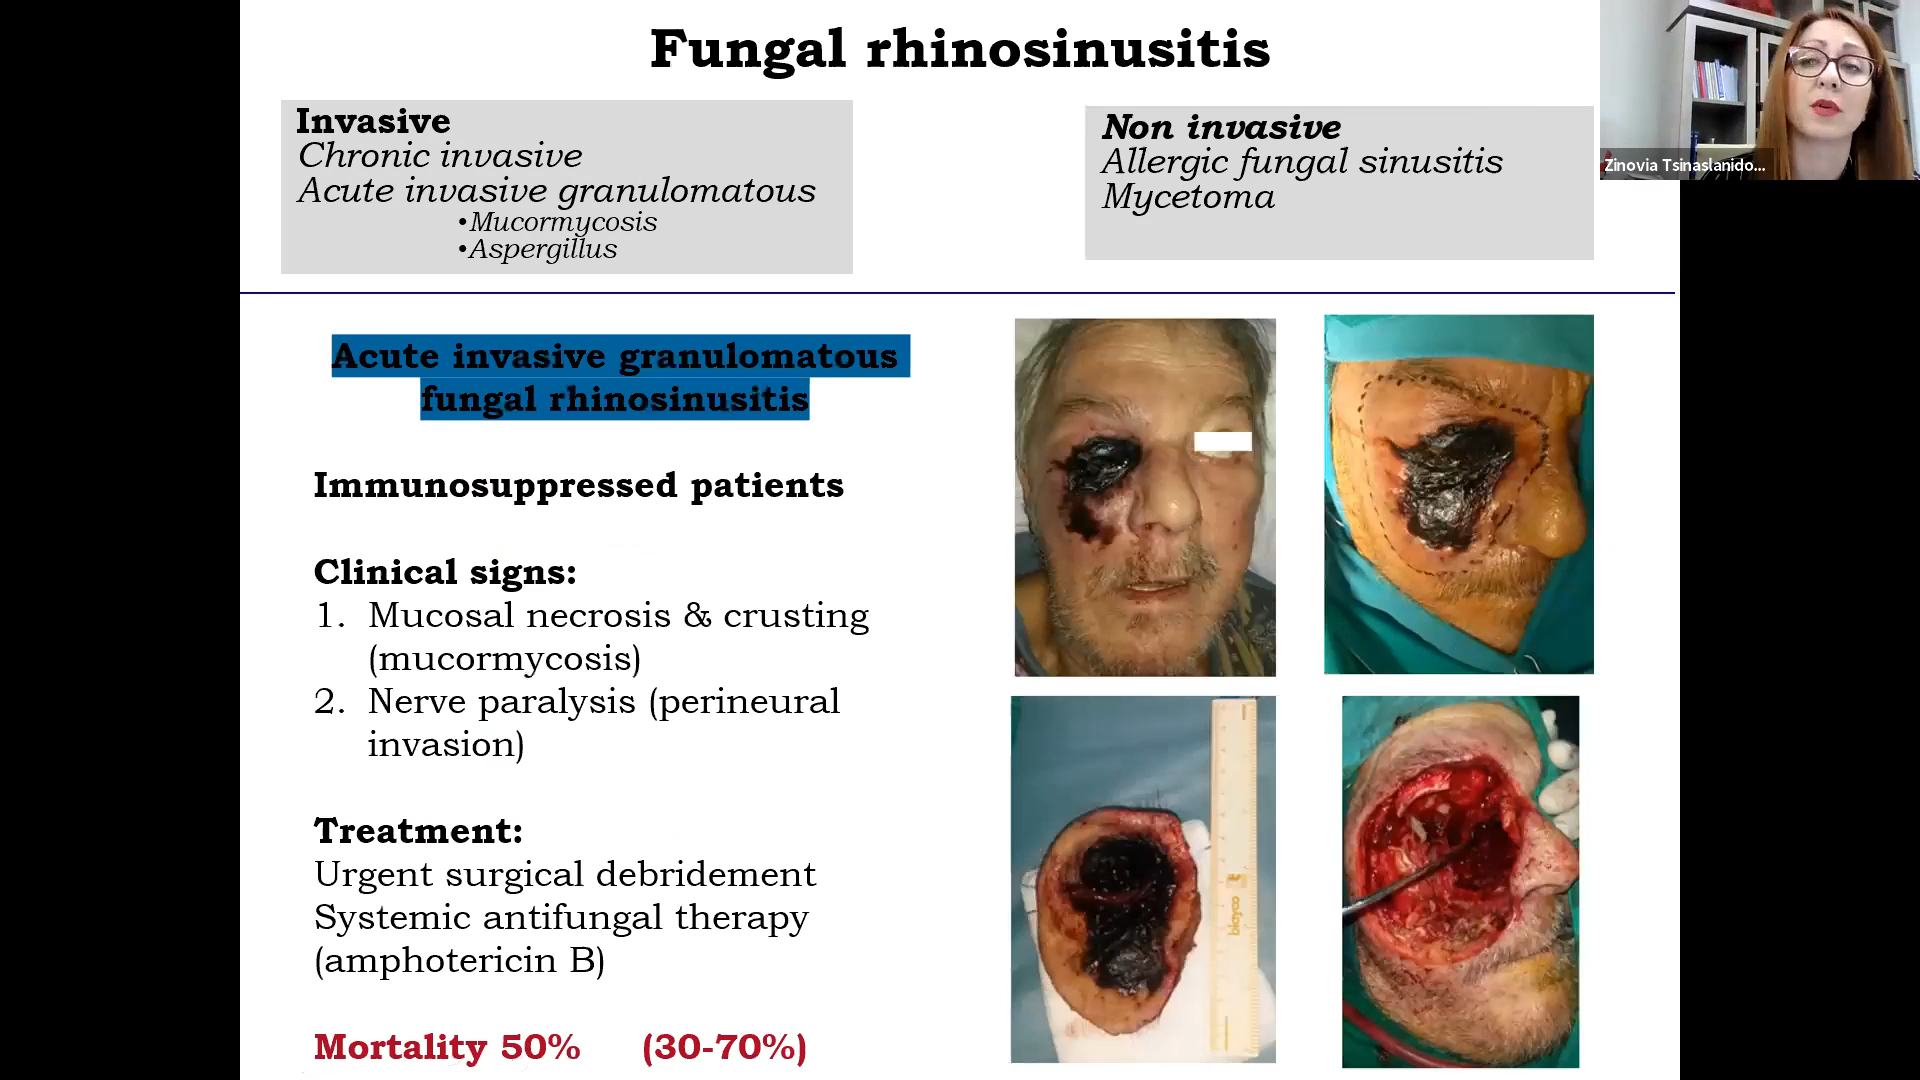 Fungal rhinosinusitis
Invasive
Chronic invasive
Acute invasive granulomatous
•Mucormycosis
•Aspergillus
Non invasive
Allergic fungal sinusitis
Mycetoma
Zinovia Tsinaslanido...
Acute invasive granulomatous
fungal rhinosinusitis
Immunosuppressed patients
Clinical signs:
1. Mucosal necrosis & crusting
(mucormycosis)
2. Nerve paralysis (perineural
invasion)
Treatment:
Urgent surgical debridement
Systemic antifungal therapy
(amphotericin B)
Mortality 50% (30-70%)